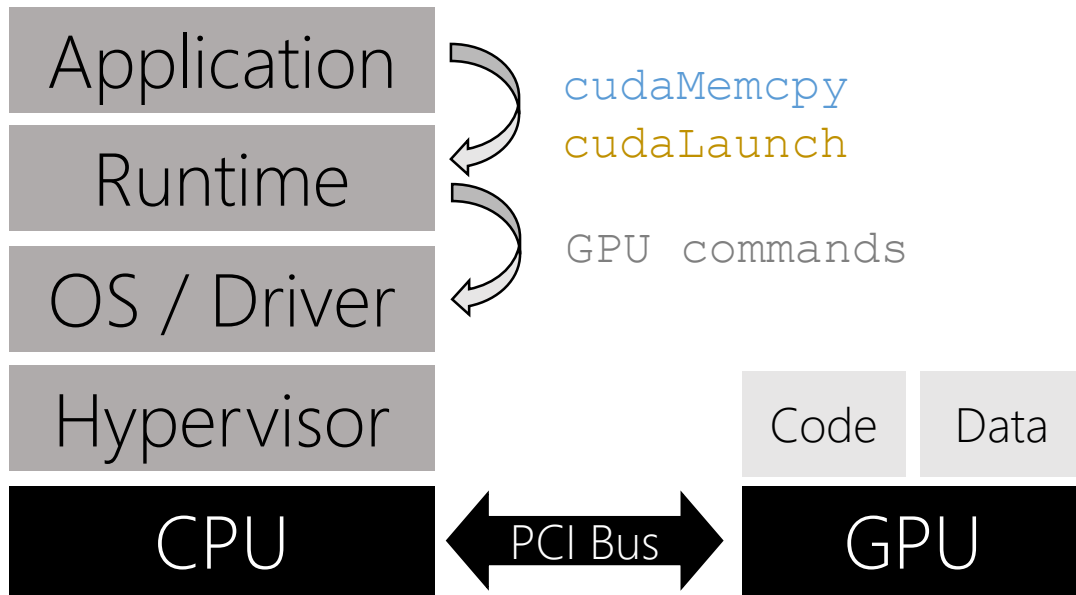 Application
Runtime
OS / Driver
Hypervisor
CPU
cudaMemcpy
cudaLaunch
GPU commands
PCI Bus
Code
Data
GPU